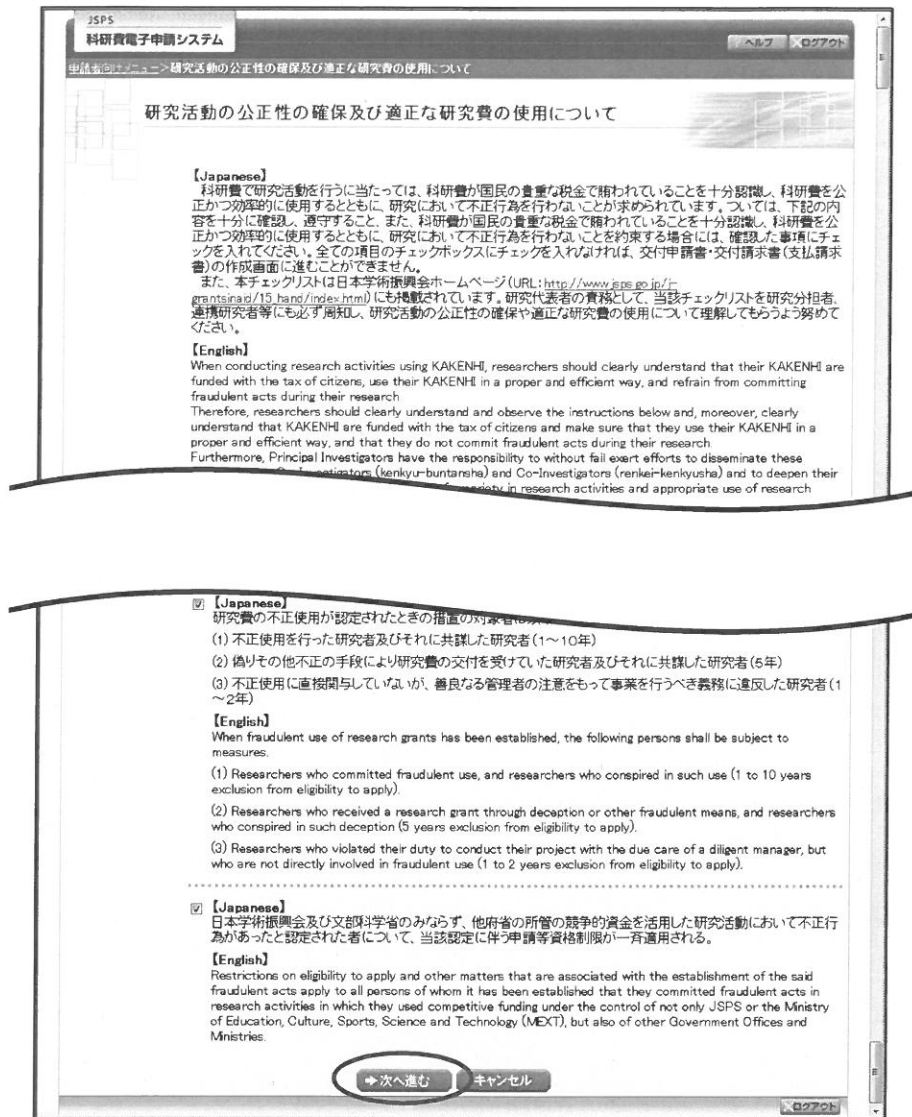 JSPS
科研費電子申請システム
ヘルプ
ログアウト
申請者向けメニュー>研究活動の公正性の確保及び適正な研究費の使用について
研究活動の公正性の確保及び適正な研究費の使用について
【Japanese】
科研費で研究活動を行うに当たっては、科研費が国民の貴重な税金で賄われていることを十分認識し、科研費を公
正かつ効率的に使用するとともに、研究において不正行為を行わないことが求められています。ついては、下記の内
容を十分に確認し、遵守すること、また、科研費が国民の貴重な税金で賄われていることを十分認識し、科研費を公
正かつ効率的に使用するとともに、研究において不正行為を行わないことを約束する場合には、確認した事項にチェ
ックを入れてください。全ての項目のチェックボックスにチェックを入れなければ、交付申請書・交付請求書(支払請求
書)の作成画面に進むことができません。
また、本チェックリストは日本学術振興会ホームページ(URL:http://www.jsps.go.jp/j-
grantsinaid/15_hand/index.html)にも掲載されています。研究代表者の責務として、当該チェックリストを研究分担者、
連携研究者等にも必ず周知し、研究活動の公正性の確保や適正な研究費の使用について理解してもらうよう努めて
ください。
【English】
When conducting research activities using KAKENHI, researchers should clearly understand that their KAKENHI are
funded with the tax of citizens, use their KAKENHI in a proper and efficient way, and refrain from committing
fraudulent acts during their research
Therefore, researchers should clearly understand and observe the instructions below and, moreover, clearly
understand that KAKENHI are funded with the tax of citizens and make sure that they use their KAKENHI in a
proper and efficient way, and that they do not commit fraudulent acts during their research.
Furthermore, Principal Investigators have the responsibility to without fail exert efforts to disseminate these
(kenkyu-buntansha) and Co-Investigators (renkei-kenkyusha) and to deepen their
in research activities and appropriate use of research
【Japanese】
研究費の不正使用が認定されたときの措置の対象者
(1) 不正使用を行った研究者及びそれに共謀した研究者(1～10年)
(2) 偽りその他不正の手段により研究費の交付を受けていた研究者及びそれに共謀した研究者(5年)
(3) 不正使用に直接関与していないが、善良なる管理者の注意をもって事業を行うべき義務に違反した研究者(1
～2年)
【English】
When fraudulent use of research grants has been established, the following persons shall be subject to
measures.
(1) Researchers who committed fraudulent use, and researchers who conspired in such use (1 to 10 years
exclusion from eligibility to apply).
(2) Researchers who received a research grant through deception or other fraudulent means, and researchers
who conspired in such deception (5 years exclusion from eligibility to apply).
(3) Researchers who violated their duty to conduct their project with the due care of a diligent manager, but
who are not directly involved in fraudulent use (1 to 2 years exclusion from eligibility to apply).
【Japanese】
日本学術振興会及び文部科学省のみならず、他府省の所管の競争的資金を活用した研究活動において不正行
為があったと認定された者について、当該認定に伴う申請等資格制限が一斉適用される。
【English】
Restrictions on eligibility to apply and other matters that are associated with the establishment of the said
fraudulent acts apply to all persons of whom it has been established that they committed fraudulent acts in
research activities in which they used competitive funding under the control of not only JSPS or the Ministry
of Education, Culture, Sports, Science and Technology (MEXT), but also of other Government Offices and
Ministries.
次へ進む
キャンセル
ログアウト